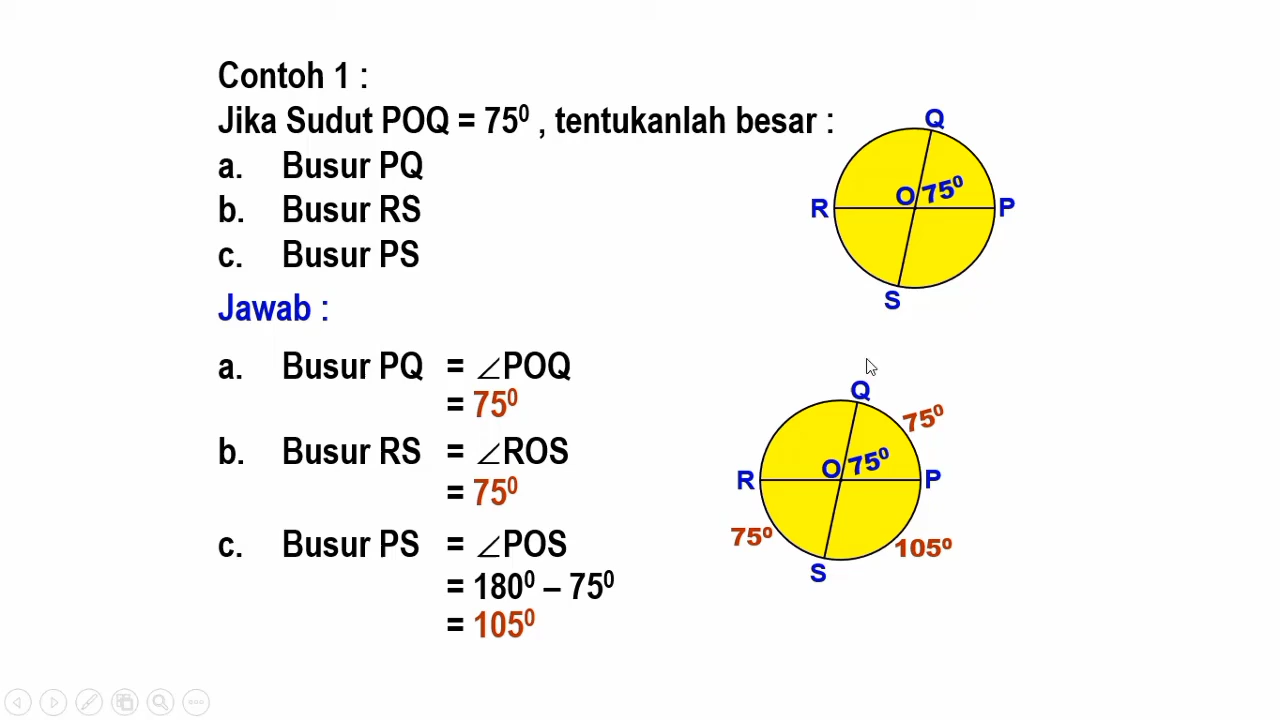 Contoh 1 :
Jika Sudut POQ = 75⁰ , tentukanlah besar :
a. Busur PQ
b. Busur RS
c. Busur PS
Q
O 75⁰
R
P
S
Jawab :
a. Busur PQ = ∠POQ
= 75⁰
b. Busur RS = ∠ROS
= 75⁰
c. Busur PS = ∠POS
= 180⁰ – 75⁰
= 105⁰
Q
75⁰
O 75⁰
R
P
75⁰
105⁰
S